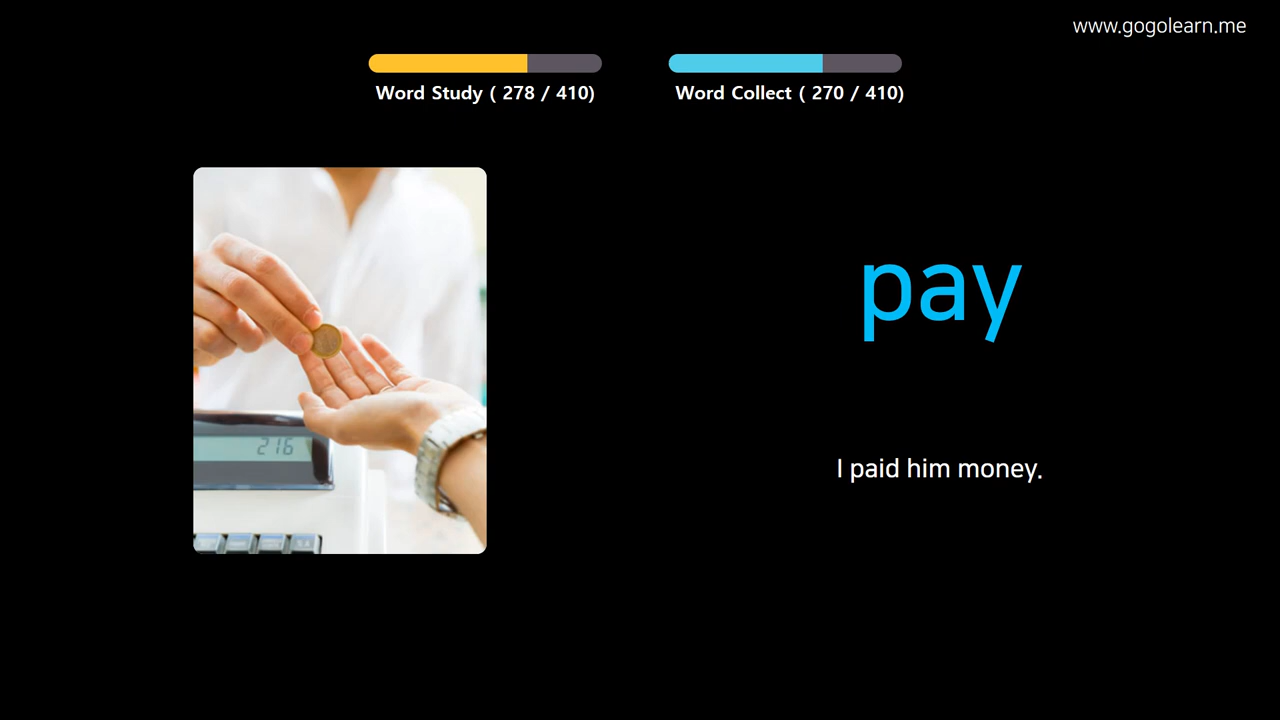 www.gogolearn.me
Word Study ( 278 / 410)
Word Collect ( 270 / 410)
pay
I paid him money.
216